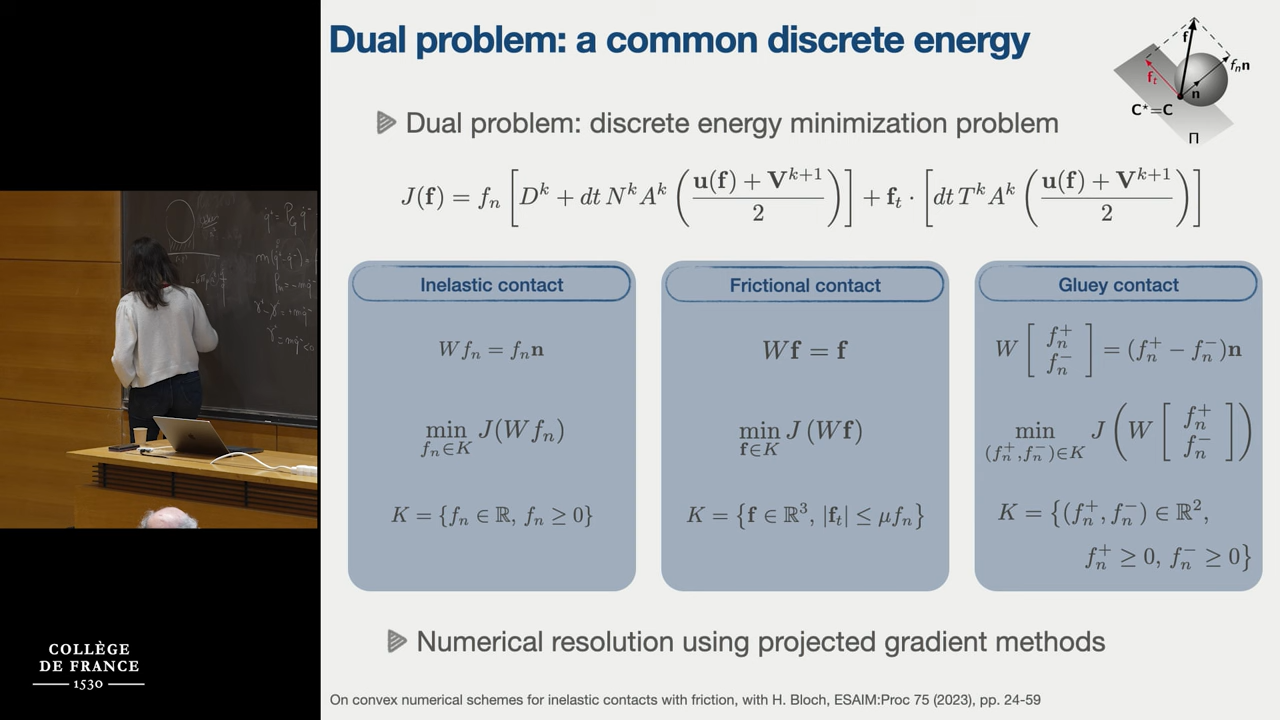 Dual problem: a common discrete energy
f
f_n n
f_t
n
C*=C
Π
Dual problem: discrete energy minimization problem
J(f) = f_n [D^k + dt N^k A^k ((u(f) + V^{k+1})/2)] + f_t · [dt T^k A^k ((u(f) + V^{k+1})/2)]
Inelastic contact
W f_n = f_n n
min_{f_n∈K} J(W f_n)
K = {f_n ∈ ℝ, f_n ≥ 0}
Frictional contact
Wf = f
min_{f∈K} J (Wf)
K = {f ∈ ℝ^3, |f_t| ≤ μf_n}
Gluey contact
W [f_n^+ f_n^-] = (f_n^+ − f_n^-)n
min_{(f_n^+,f_n^-)∈K} J (W [f_n^+ f_n^-])
K = {(f_n^+, f_n^-) ∈ ℝ^2,
f_n^+ ≥ 0, f_n^- ≥ 0}
Numerical resolution using projected gradient methods
On convex numerical schemes for inelastic contacts with friction, with H. Bloch, ESAIM:Proc 75 (2023), pp. 24-59
COLLÈGE
DE FRANCE
1530